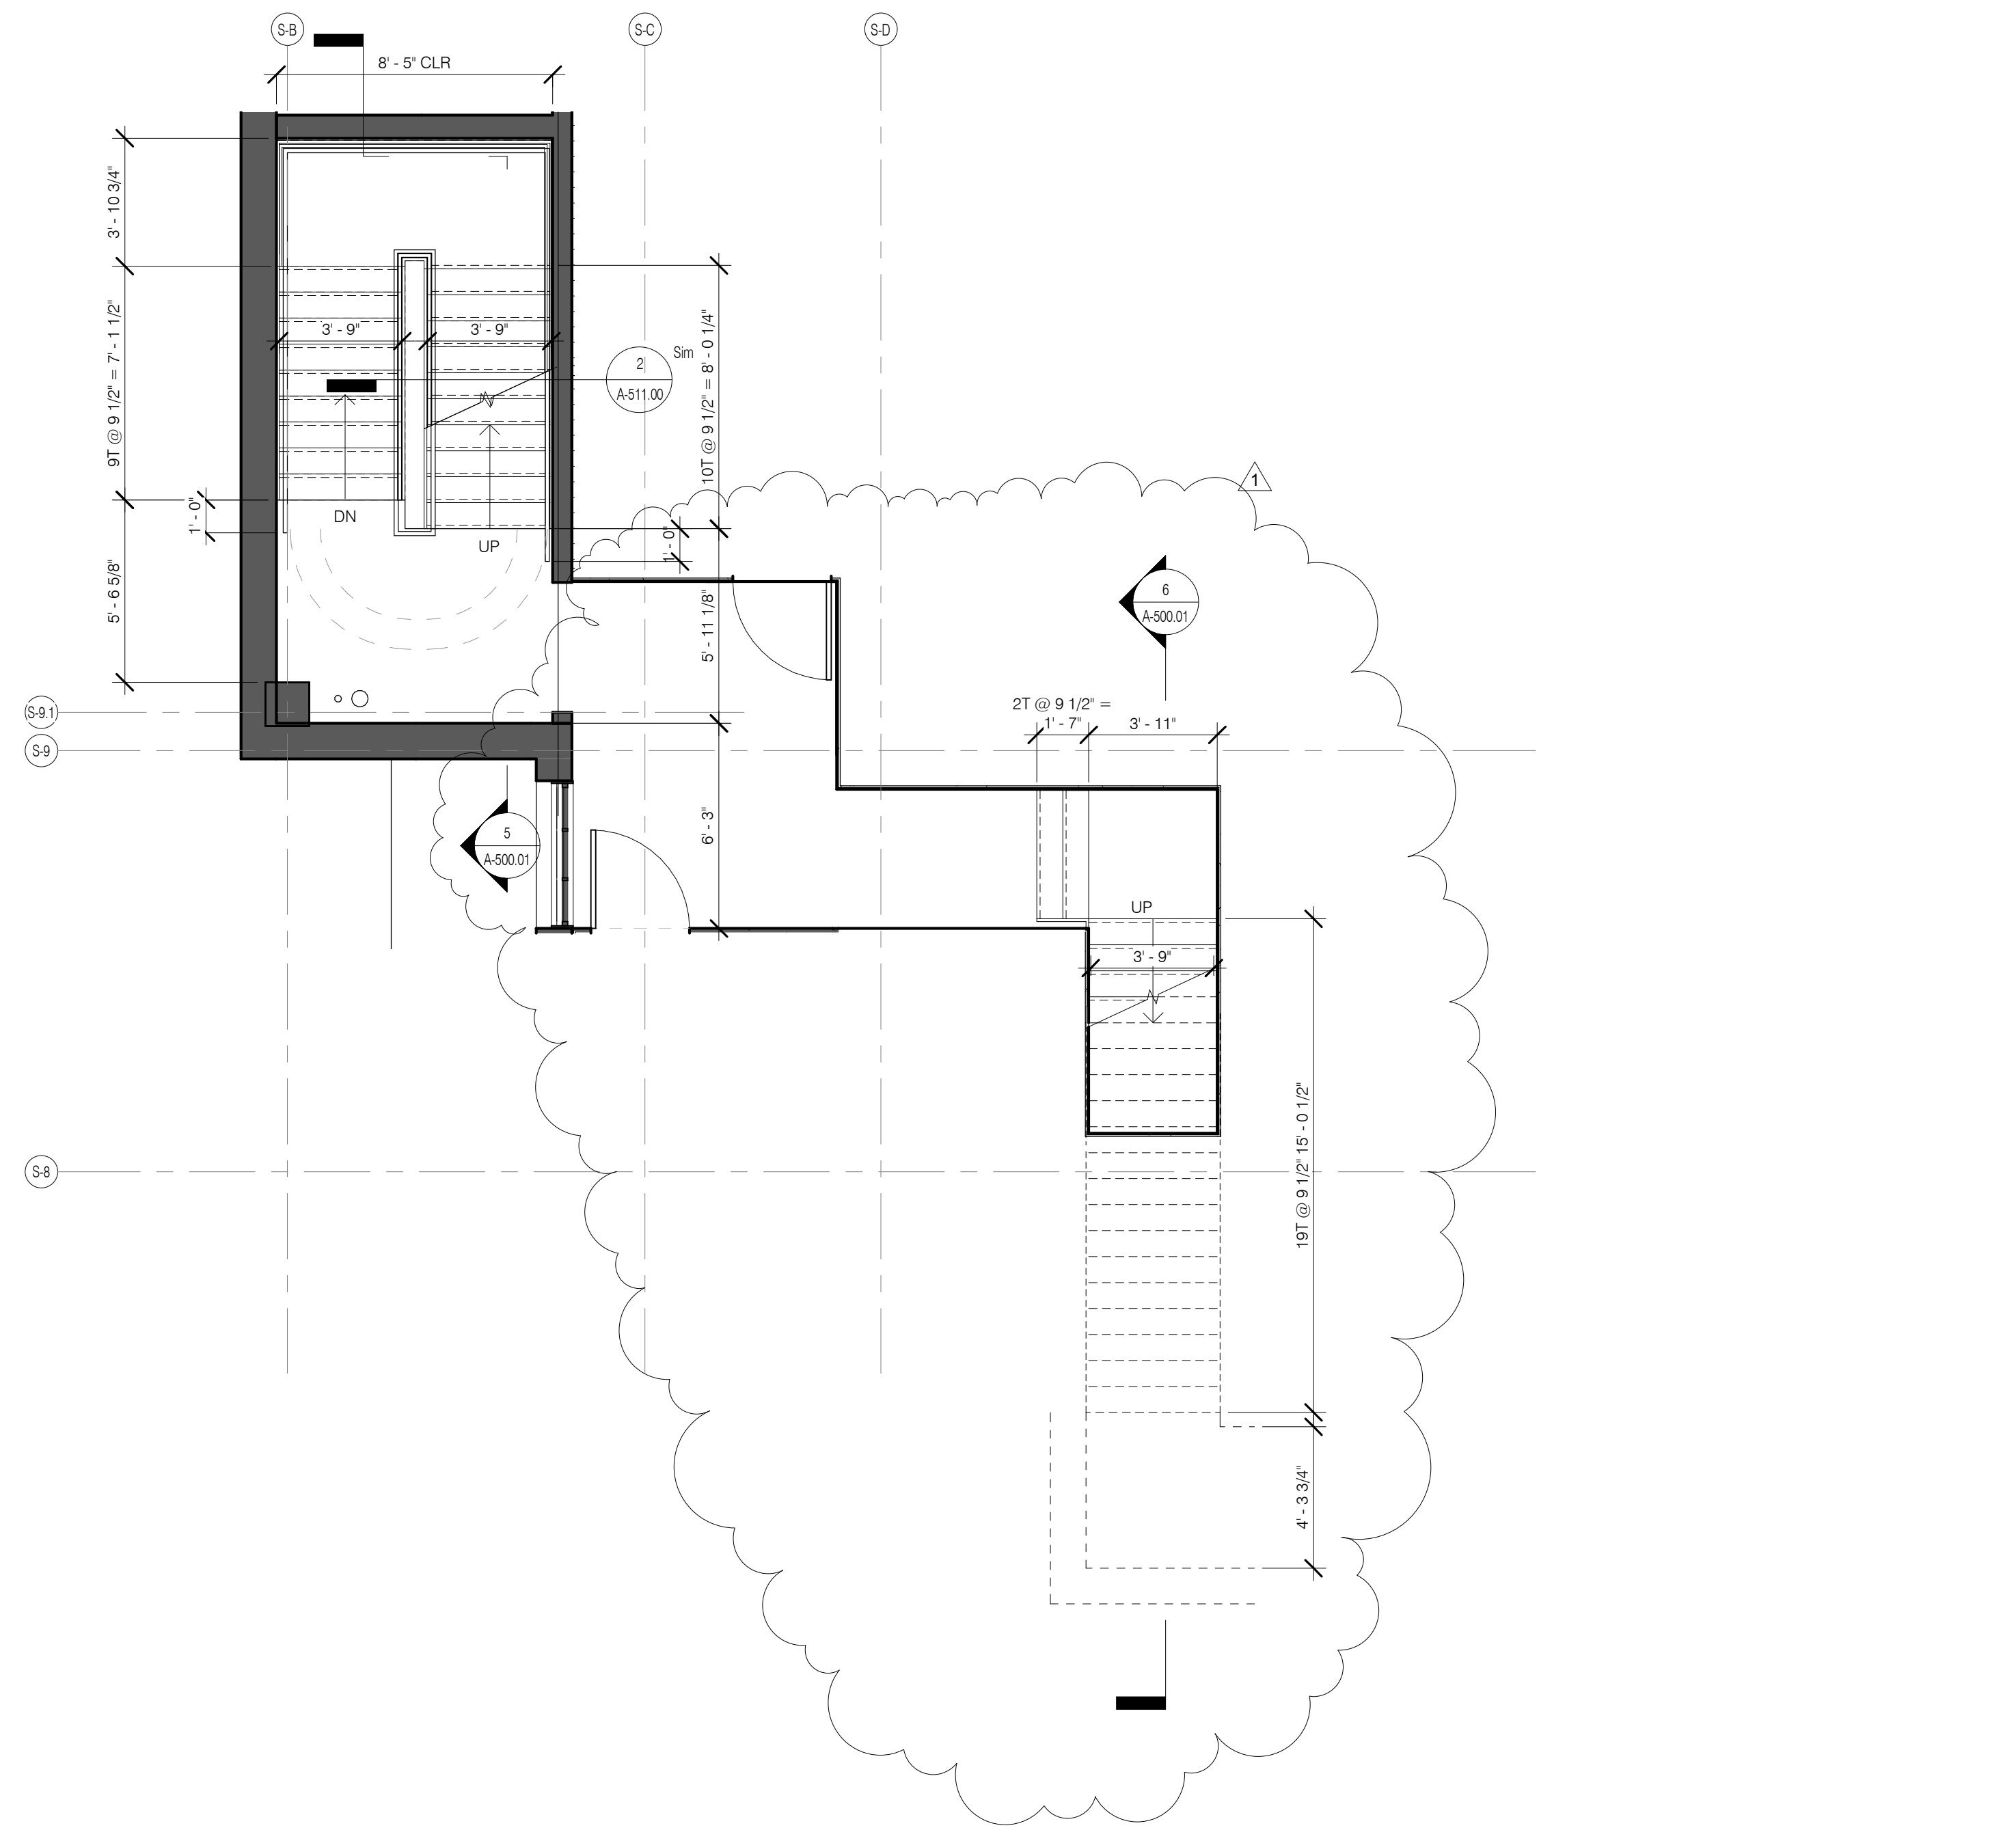 S-B
S-C
S-D
8' - 5" CLR
3' - 10 3/4"
9T @ 9 1/2" = 7' - 1 1/2"
1' - 0"
5' - 6 5/8"
3' - 9"
3' - 9"
DN
UP
2
A-511.00
Sim
10T @ 9 1/2" = 8' - 0 1/4"
1' - 0"
5' - 11 1/8"
6' - 3"
1
6
A-500.01
S-9.1
S-9
2T @ 9 1/2" =
1' - 7"
3' - 11"
5
A-500.01
UP
3' - 9"
S-8
19T @ 9 1/2" 15' - 0 1/2"
4' - 3 3/4"